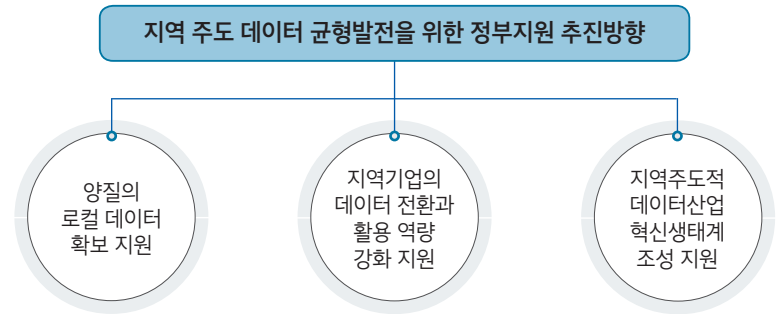 지역 주도 데이터 균형발전을 위한 정부지원 추진방향
양질의
로컬 데이터
확보 지원
지역기업의
데이터 전환과
활용 역량
강화 지원
지역주도적
데이터산업
혁신생태계
조성 지원